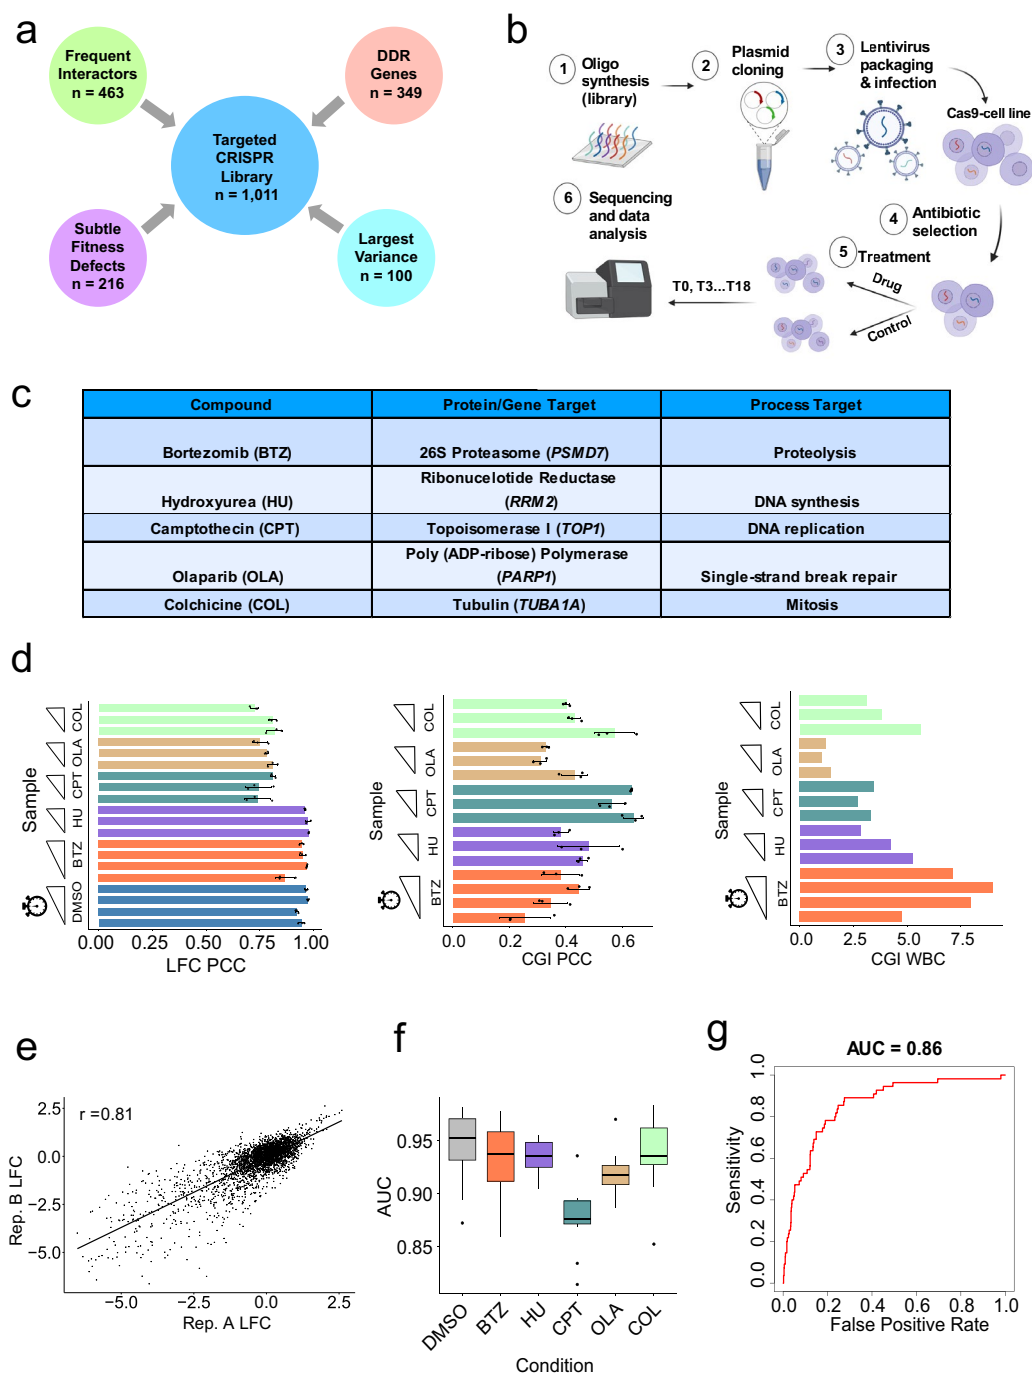 a
Frequent
Interactors
n = 463
DDR
Genes
n = 349
Targeted
CRISPR
Library
n = 1,011
Subtle
Fitness
Defects
n = 216
Largest
Variance
n = 100
b
1
Oligo
synthesis
(library)
2
Plasmid
cloning
3
Lentivirus
packaging
& infection
Cas9-cell line
4
Antibiotic
selection
5
Treatment
Drug
Control
T0, T3...T18
6
Sequencing
and data
analysis
c
Compound Protein/Gene Target Process Target
Bortezomib (BTZ) 26S Proteasome (PSMD7) Proteolysis
Hydroxyurea (HU) Ribonucelotide Reductase
(RRM2) DNA synthesis
Camptothecin (CPT) Topoisomerase I (TOP1) DNA replication
Olaparib (OLA) Poly (ADP-ribose) Polymerase
(PARP1) Single-strand break repair
Colchicine (COL) Tubulin (TUBA1A) Mitosis
d
Sample
COL
OLA
CPT
HU
BTZ
DMSO
0.00 0.25 0.50 0.75 1.00
LFC PCC
Sample
COL
OLA
CPT
HU
BTZ
0.0 0.2 0.4 0.6
CGI PCC
Sample
COL
OLA
CPT
HU
BTZ
0.0 2.5 5.0 7.5
CGI WBC
e
r =0.81
Rep. B LFC
2.5
0.0
−2.5
−5.0
−5.0 −2.5 0.0 2.5
Rep. A LFC
f
AUC
0.95
0.90
0.85
DMSO
BTZ
HU
CPT
OLA
COL
Condition
g
AUC = 0.86
Sensitivity
1.0
0.8
0.6
0.4
0.2
0.0
0.0 0.2 0.4 0.6 0.8 1.0
False Positive Rate